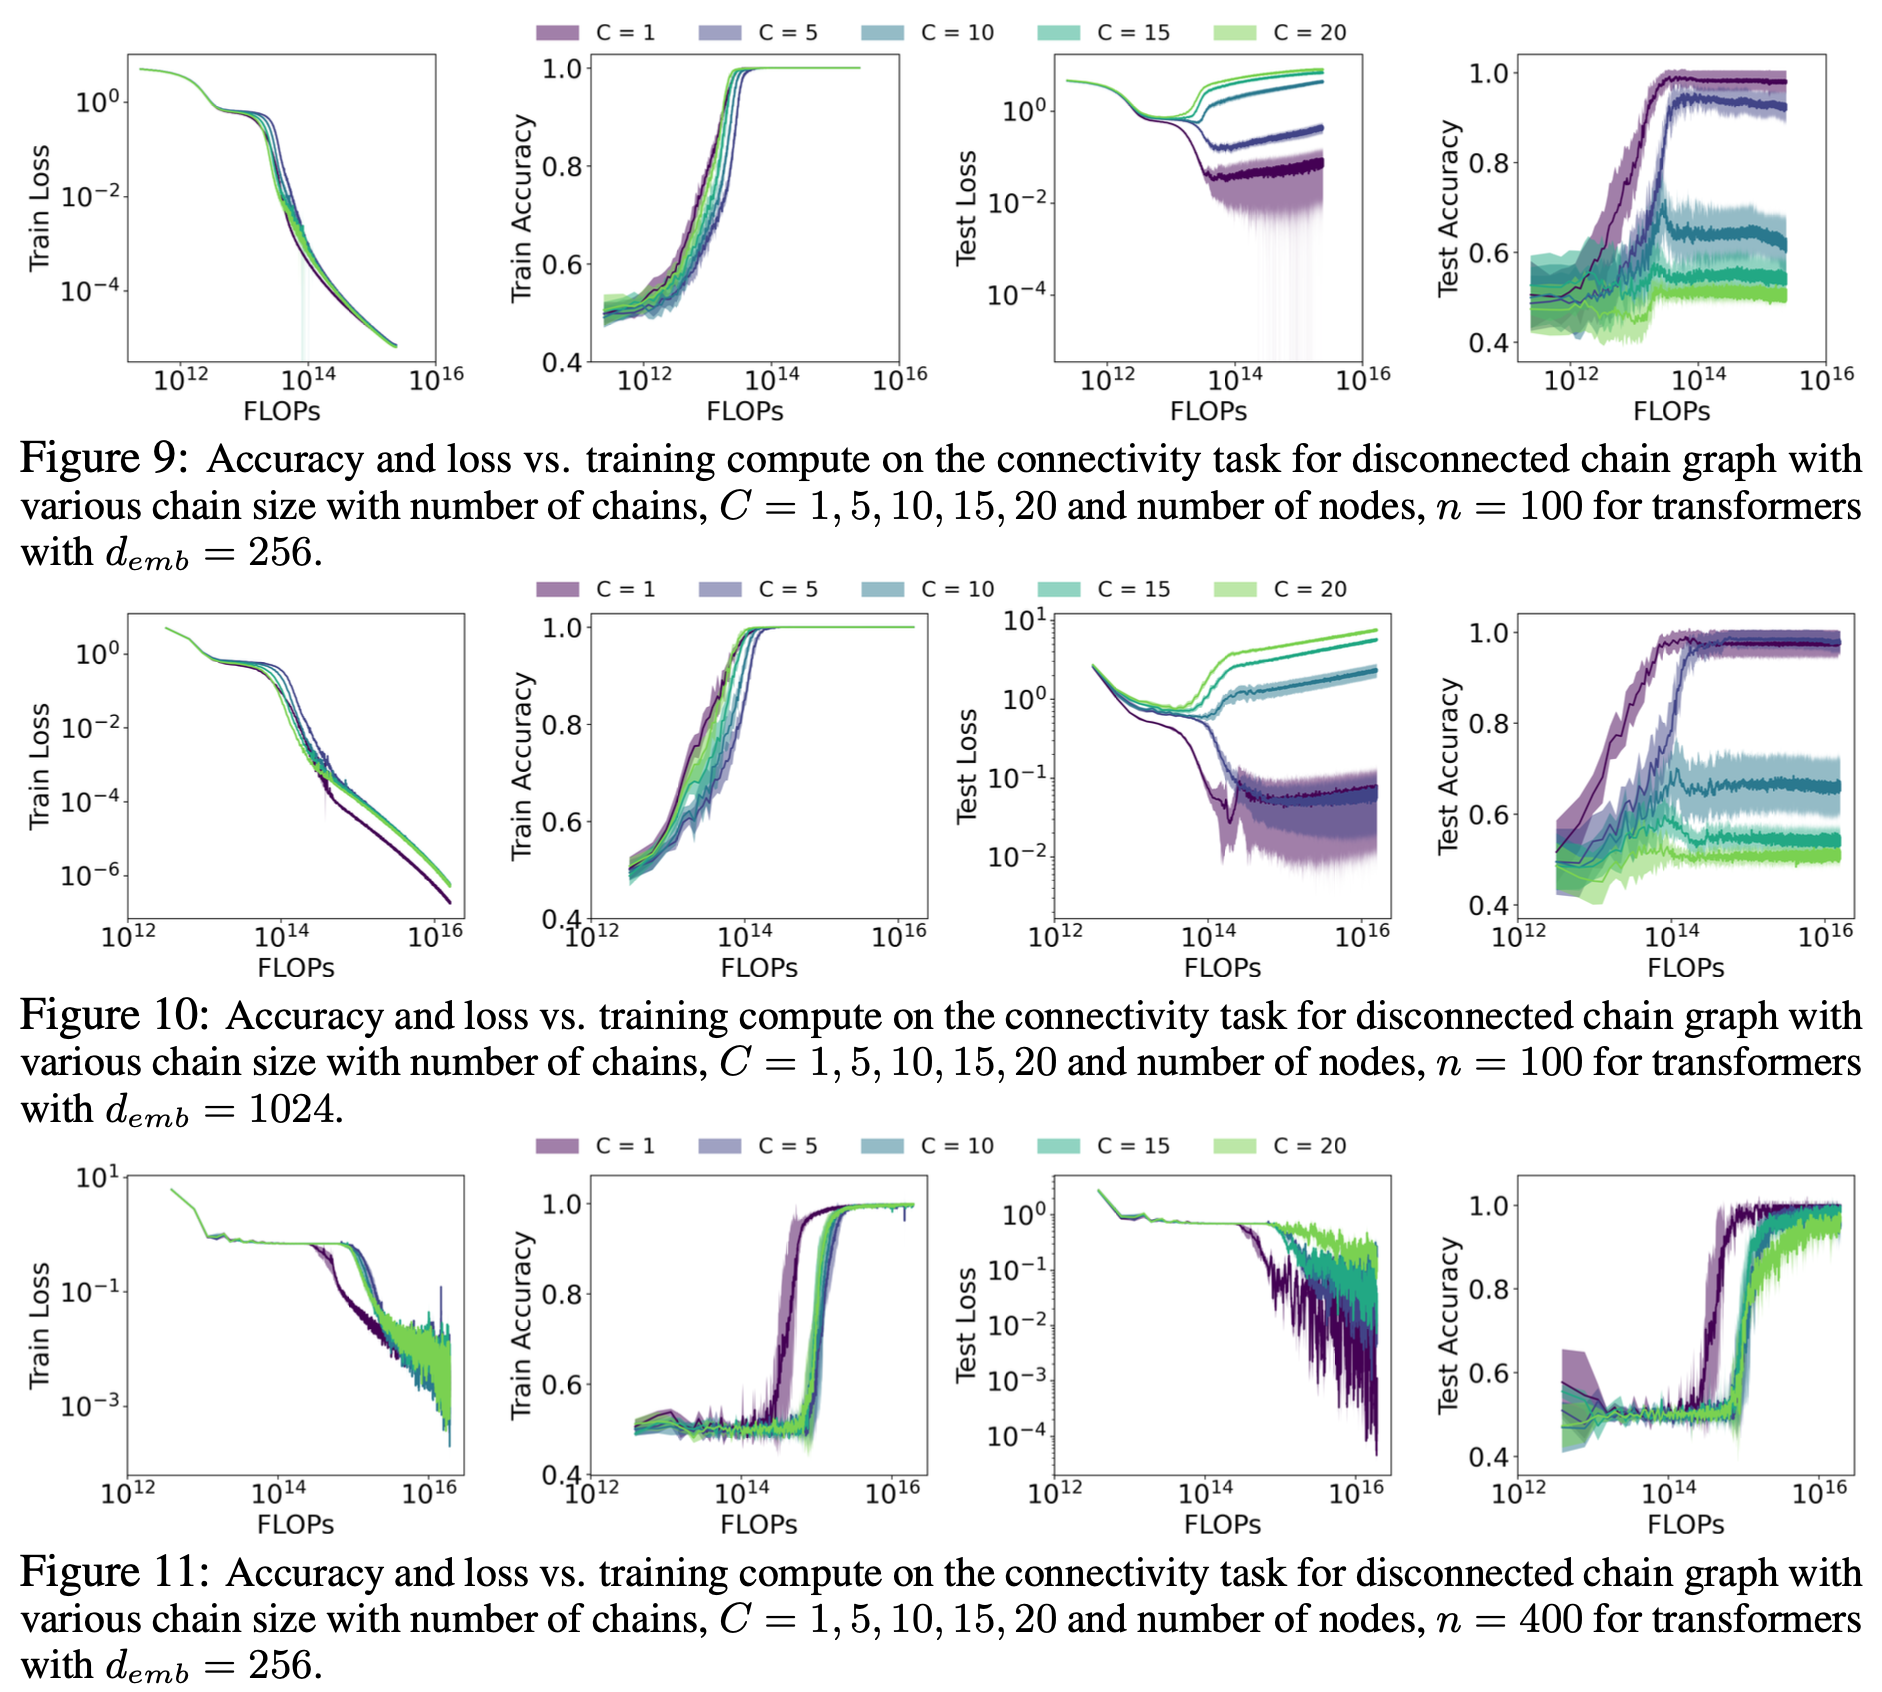 C = 1 C = 5 C = 10 C = 15 C = 20
Train Loss
10^0
10^-2
10^-4
10^12 10^14 10^16
FLOPs
Train Accuracy
1.0
0.8
0.6
0.4
10^12 10^14 10^16
FLOPs
Test Loss
10^0
10^-2
10^-4
10^12 10^14 10^16
FLOPs
Test Accuracy
1.0
0.8
0.6
0.4
10^12 10^14 10^16
FLOPs
Figure 9: Accuracy and loss vs. training compute on the connectivity task for disconnected chain graph with
various chain size with number of chains, C = 1, 5, 10, 15, 20 and number of nodes, n = 100 for transformers
with d_emb = 256.
C = 1 C = 5 C = 10 C = 15 C = 20
Train Loss
10^0
10^-2
10^-4
10^-6
10^12 10^14 10^16
FLOPs
Train Accuracy
1.0
0.8
0.6
0.4
10^12 10^14 10^16
FLOPs
Test Loss
10^1
10^0
10^-1
10^-2
10^12 10^14 10^16
FLOPs
Test Accuracy
1.0
0.8
0.6
0.4
10^12 10^14 10^16
FLOPs
Figure 10: Accuracy and loss vs. training compute on the connectivity task for disconnected chain graph with
various chain size with number of chains, C = 1, 5, 10, 15, 20 and number of nodes, n = 100 for transformers
with d_emb = 1024.
C = 1 C = 5 C = 10 C = 15 C = 20
Train Loss
10^1
10^-1
10^-3
10^12 10^14 10^16
FLOPs
Train Accuracy
1.0
0.8
0.6
0.4
10^12 10^14 10^16
FLOPs
Test Loss
10^0
10^-1
10^-2
10^-3
10^-4
10^12 10^14 10^16
FLOPs
Test Accuracy
1.0
0.8
0.6
0.4
10^12 10^14 10^16
FLOPs
Figure 11: Accuracy and loss vs. training compute on the connectivity task for disconnected chain graph with
various chain size with number of chains, C = 1, 5, 10, 15, 20 and number of nodes, n = 400 for transformers
with d_emb = 256.